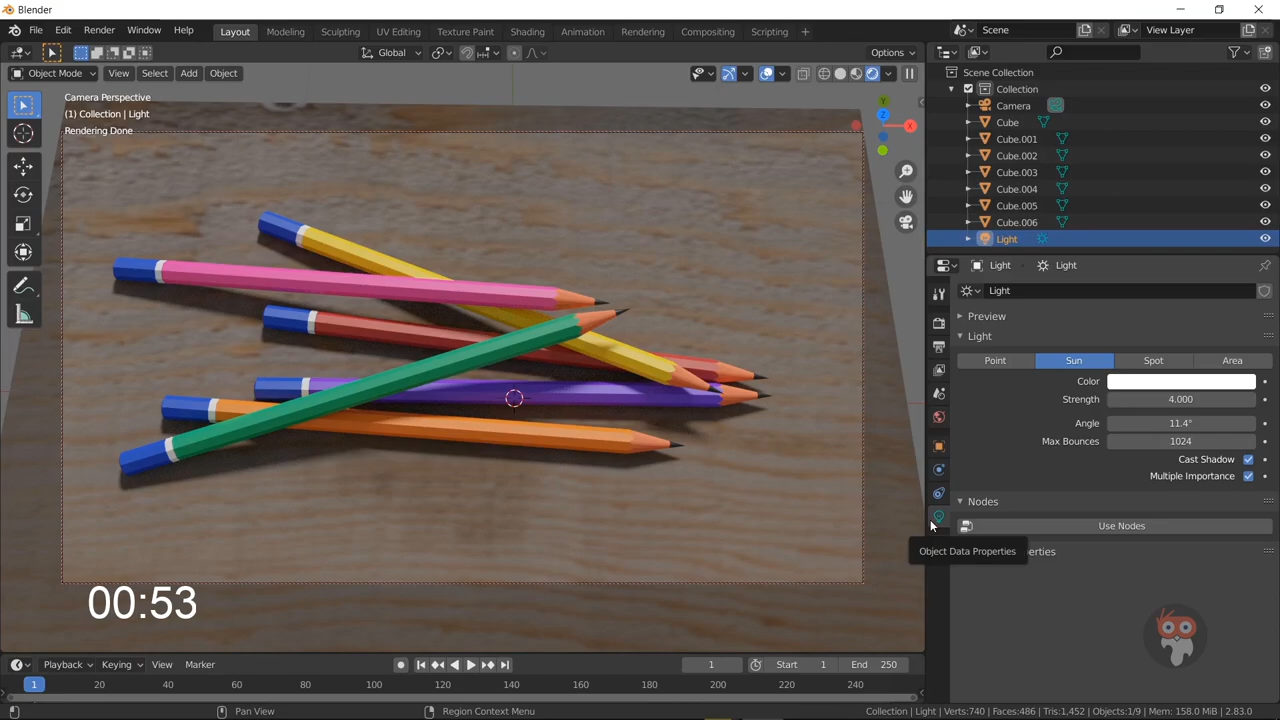 Blender
File Edit Render Window Help
Layout Modeling Sculpting UV Editing Texture Paint Shading Animation Rendering Compositing Scripting +
Scene
View Layer
Global
Options
Object Mode View Select Add Object
Camera Perspective
(1) Collection | Light
Rendering Done
Y
Z
X
Scene Collection
Collection
Camera
Cube
Cube.001
Cube.002
Cube.003
Cube.004
Cube.005
Cube.006
Light
Light Light
Light
Preview
Light
Point Sun Spot Area
Color
Strength 4.000
Angle 11.4°
Max Bounces 1024
Cast Shadow
Multiple Importance
Nodes
Use Nodes
Object Data Properties
operties
00:53
Playback Keying View Marker
1 Start 1 End 250
1 20 40 60 80 100 120 140 160 180 200 220 240
Pan View
Region Context Menu
Collection | Light | Verts:740 | Faces:486 | Tris:1,452 | Objects:1/9 | Mem: 158.0 MiB | 2.83.0